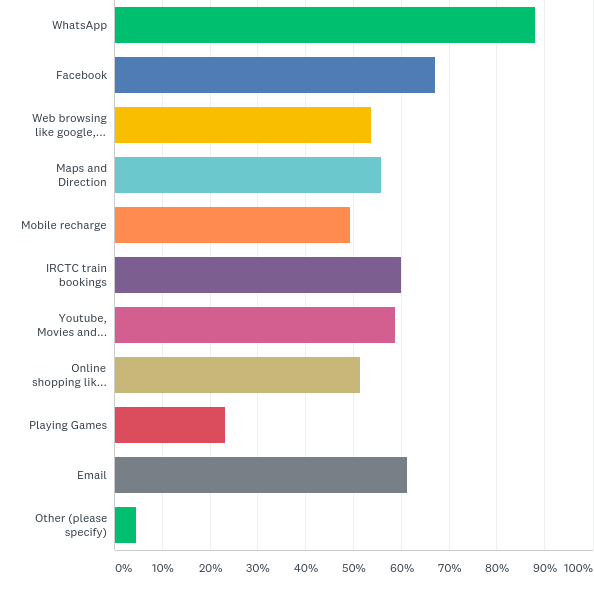 WhatsApp
Facebook
Web browsing
like google,...
Maps and
Direction
Mobile recharge
IRCTC train
bookings
Youtube,
Movies and...
Online
shopping lik...
Playing Games
Email
Other (please
specify)
0% 10% 20% 30% 40% 50% 60% 70% 80% 90% 100%